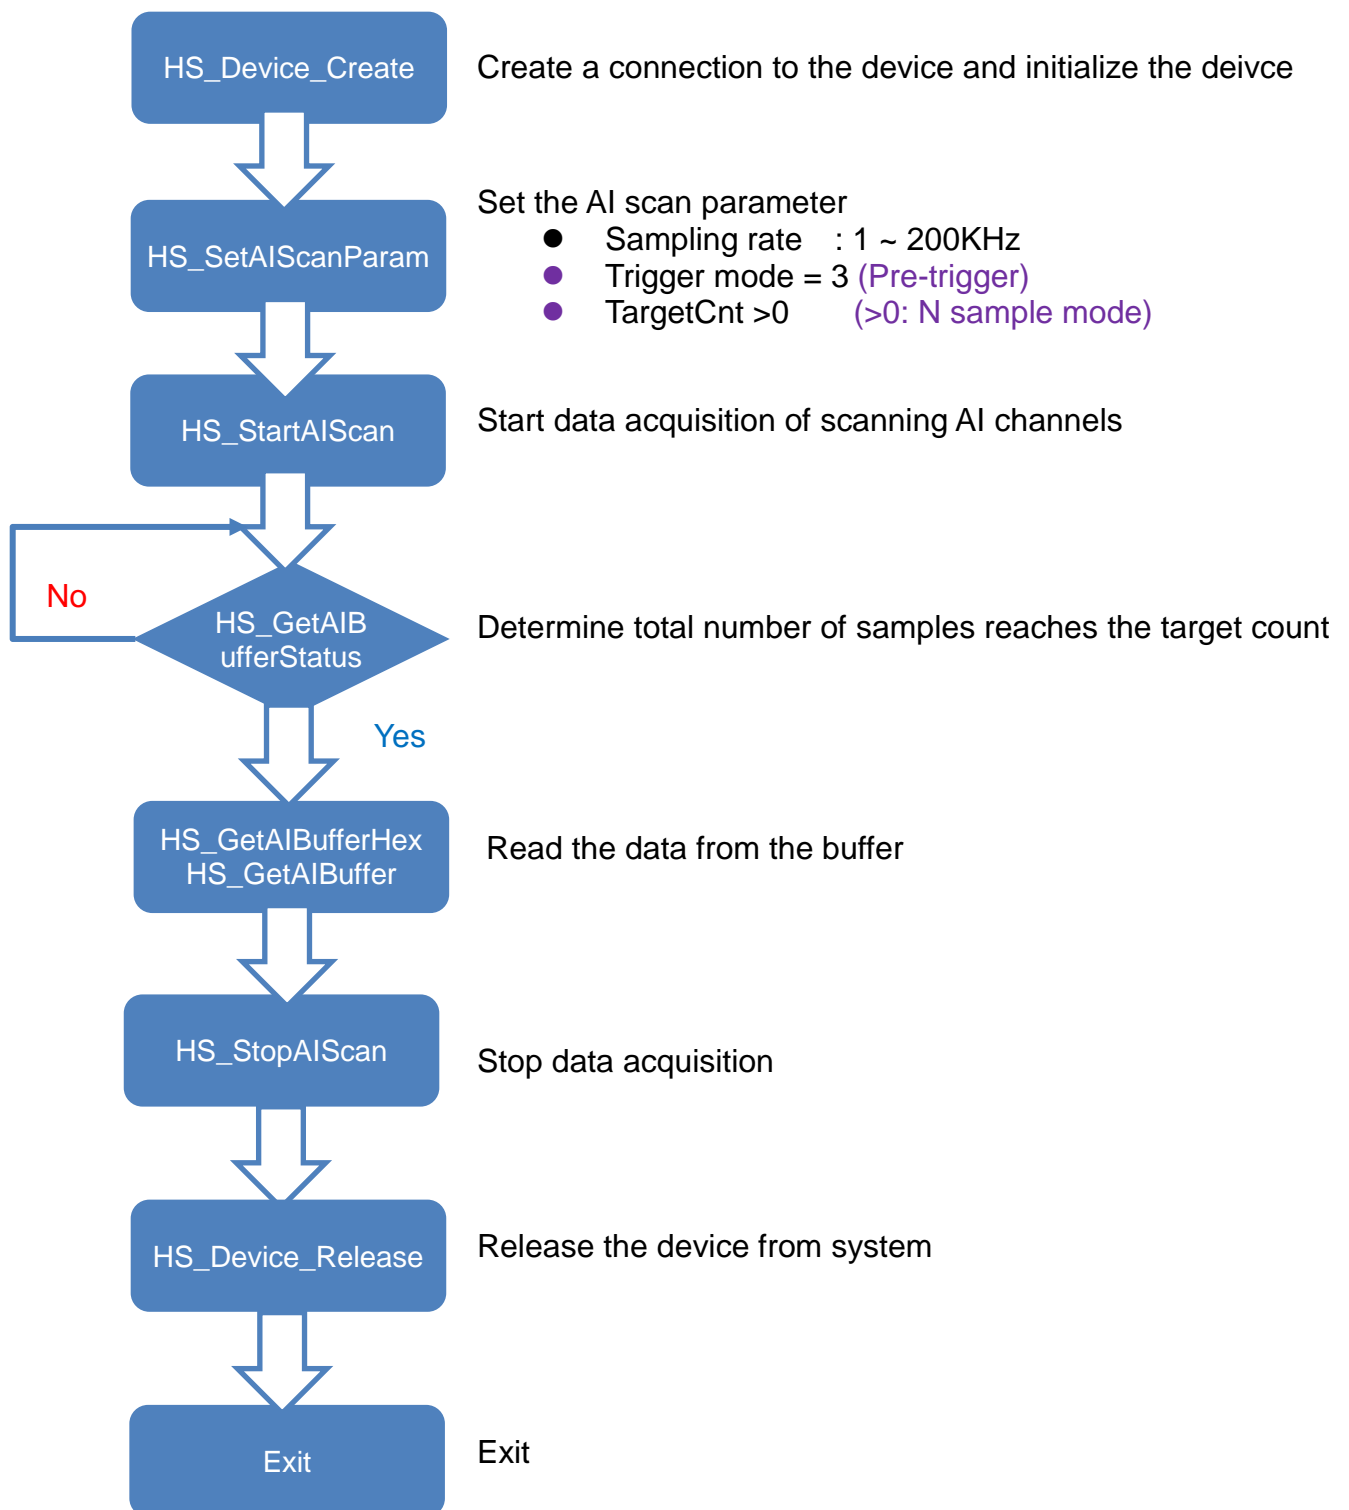 HS_Device_Create
Create a connection to the device and initialize the deivce
HS_SetAIScanParam
Set the AI scan parameter
● Sampling rate : 1 ~ 200KHz
● Trigger mode = 3 (Pre-trigger)
● TargetCnt >0 (>0: N sample mode)
HS_StartAIScan
Start data acquisition of scanning AI channels
No
HS_GetAIB
ufferStatus
Determine total number of samples reaches the target count
Yes
HS_GetAIBufferHex
HS_GetAIBuffer
Read the data from the buffer
HS_StopAIScan
Stop data acquisition
HS_Device_Release
Release the device from system
Exit
Exit